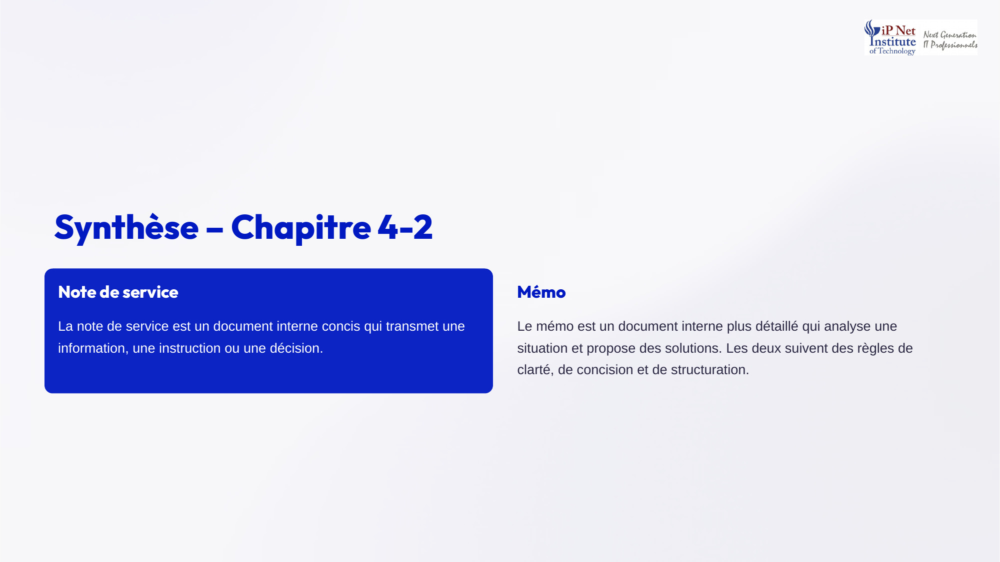 iP Net
Institute
of Technology
Next Generation
IT Professionnels
Synthèse – Chapitre 4-2
Note de service
La note de service est un document interne concis qui transmet une
information, une instruction ou une décision.
Mémo
Le mémo est un document interne plus détaillé qui analyse une
situation et propose des solutions. Les deux suivent des règles de
clarté, de concision et de structuration.